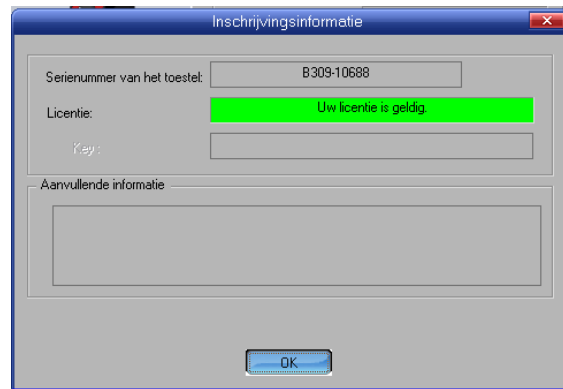 Inschrijvingsinformatie
Serienummer van het toestel:
B309-10688
Licentie:
Uw licentie is geldig.
Key :
Aanvullende informatie
OK